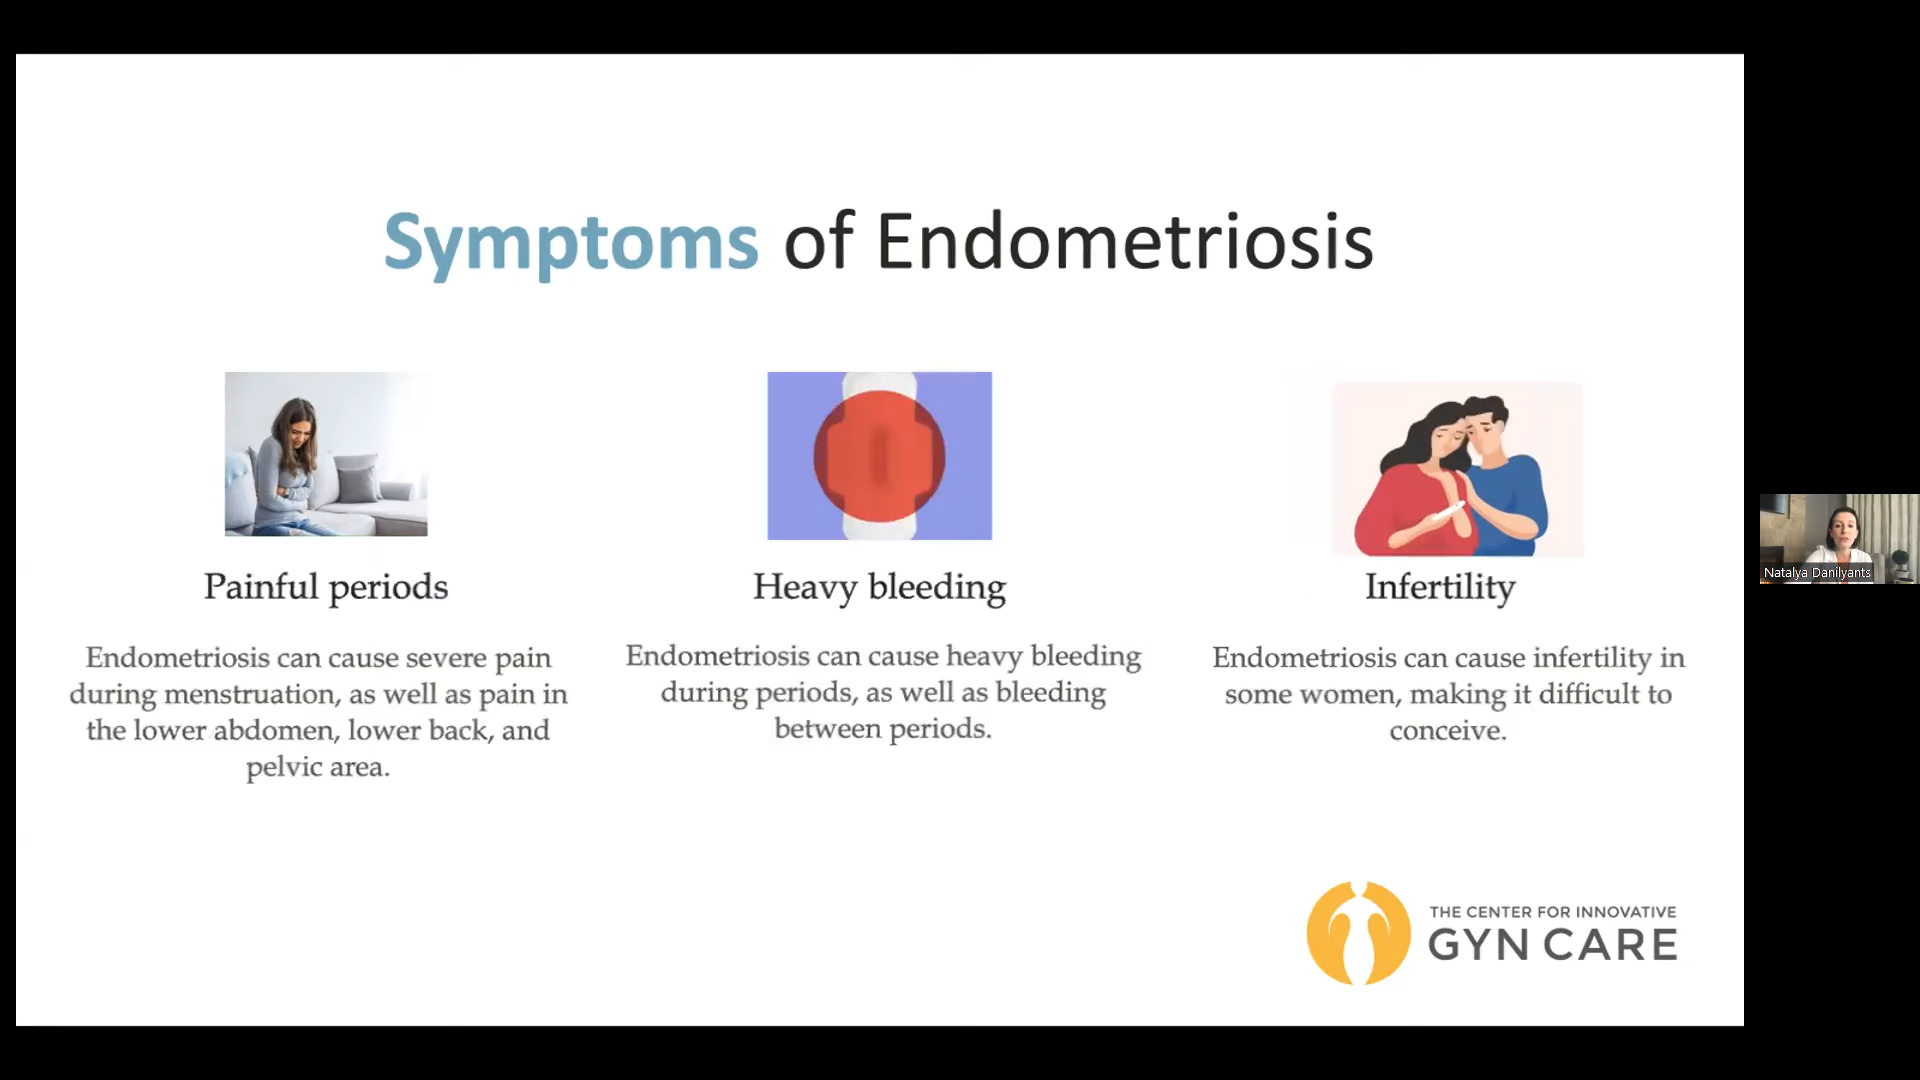 Symptoms of Endometriosis
Painful periods
Endometriosis can cause severe pain
during menstruation, as well as pain in
the lower abdomen, lower back, and
pelvic area.
Heavy bleeding
Endometriosis can cause heavy bleeding
during periods, as well as bleeding
between periods.
Infertility
Endometriosis can cause infertility in
some women, making it difficult to
conceive.
THE CENTER FOR INNOVATIVE
GYN CARE
Natalya Danilyants